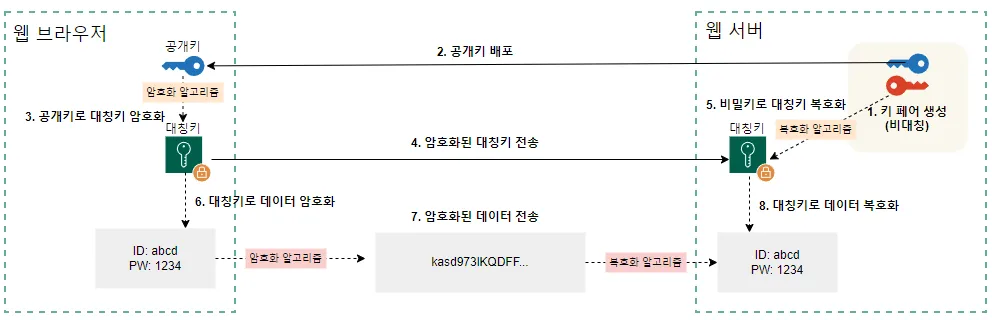 웹 브라우저
웹 서버
공개키
2. 공개키 배포
암호화 알고리즘
3. 공개키로 대칭키 암호화
대칭키
1. 키 페어 생성
(비대칭)
5. 비밀키로 대칭키 복호화
복호화 알고리즘
대칭키
4. 암호화된 대칭키 전송
6. 대칭키로 데이터 암호화
7. 암호화된 데이터 전송
8. 대칭키로 데이터 복호화
ID: abcd
PW: 1234
암호화 알고리즘
kasd973lKQDFF...
복호화 알고리즘
ID: abcd
PW: 1234